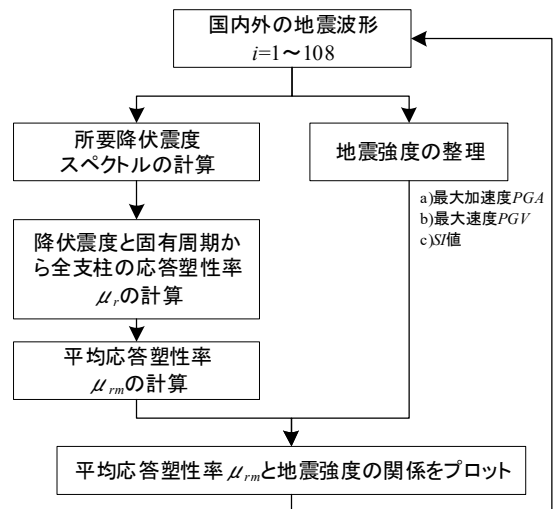 国内外の地震波形
i=1～108
所要降伏震度
スペクトルの計算
地震強度の整理
a)最大加速度PGA
b)最大速度PGV
c)SI値
降伏震度と固有周期か
ら全支柱の応答塑性率
μrの計算
平均応答塑性率
μrmの計算
平均応答塑性率μrmと地震強度の関係をプロット